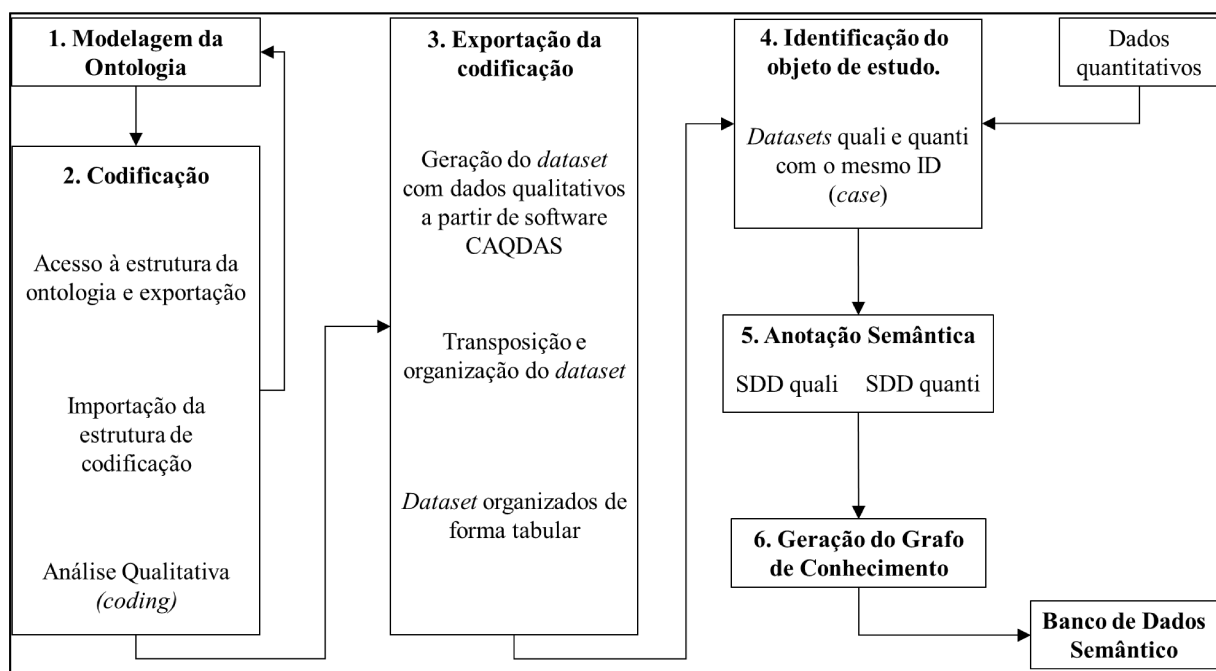 1. Modelagem da
Ontologia
2. Codificação
Acesso à estrutura da
ontologia e exportação
Importação da
estrutura de
codificação
Análise Qualitativa
(coding)
3. Exportação da
codificação
Geração do dataset
com dados qualitativos
a partir de software
CAQDAS
Transposição e
organização do dataset
Dataset organizados de
forma tabular
4. Identificação do
objeto de estudo.
Datasets quali e quanti
com o mesmo ID
(case)
Dados
quantitativos
5. Anotação Semântica
SDD quali SDD quanti
6. Geração do Grafo
de Conhecimento
Banco de Dados
Semântico